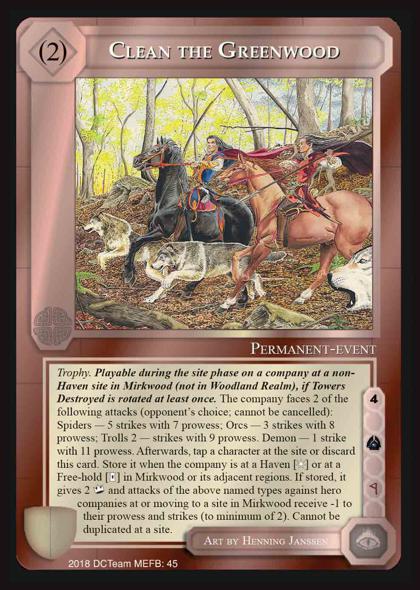 (2)
CLEAN THE GREENWOOD
PERMANENT-EVENT
Trophy. Playable during the site phase on a company at a non-
Haven site in Mirkwood (not in Woodland Realm), if Towers
Destroyed is rotated at least once. The company faces 2 of the
following attacks (opponent's choice; cannot be cancelled):
Spiders — 5 strikes with 7 prowess; Orcs — 3 strikes with 8
prowess; Trolls 2 — strikes with 9 prowess. Demon — 1 strike
with 11 prowess. Afterwards, tap a character at the site or discard
this card. Store it when the company is at a Haven [ ] or at a
Free-hold [ ] in Mirkwood or its adjacent regions. If stored, it
gives 2 and attacks of the above named types against hero
companies at or moving to a site in Mirkwood receive -1 to
their prowess and strikes (to minimum of 2). Cannot be
duplicated at a site.
4
ART BY HENNING JANSSEN
2018 DCTeam MEFB: 45